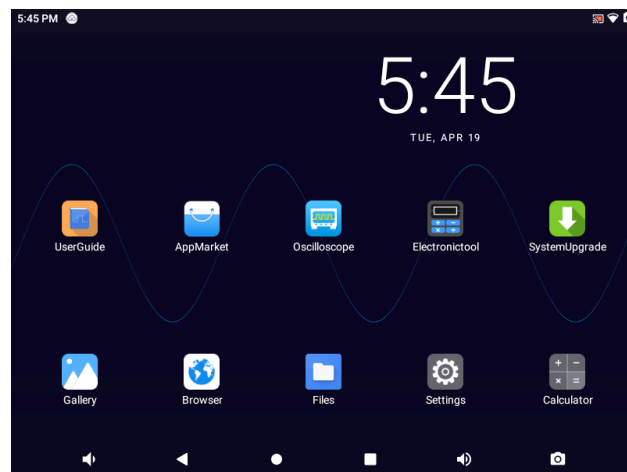 5:45 PM
5:45
TUE, APR 19
UserGuide
AppMarket
Oscilloscope
Electronictool
SystemUpgrade
Gallery
Browser
Files
Settings
Calculator